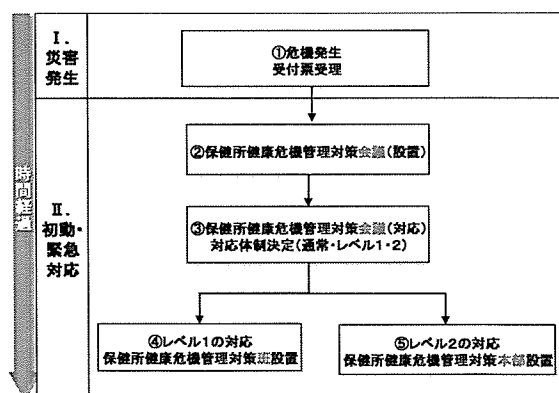 時間経過
Ⅰ.
災害
発生
①危機発生
受付票受理
Ⅱ.
初動・
緊急
対応
②保健所健康危機管理対策会議(設置)
③保健所健康危機管理対策会議(対応)
対応体制決定(通常・レベル1・2)
④レベル1の対応
保健所健康危機管理対策班設置
⑤レベル2の対応
保健所健康危機管理対策本部設置